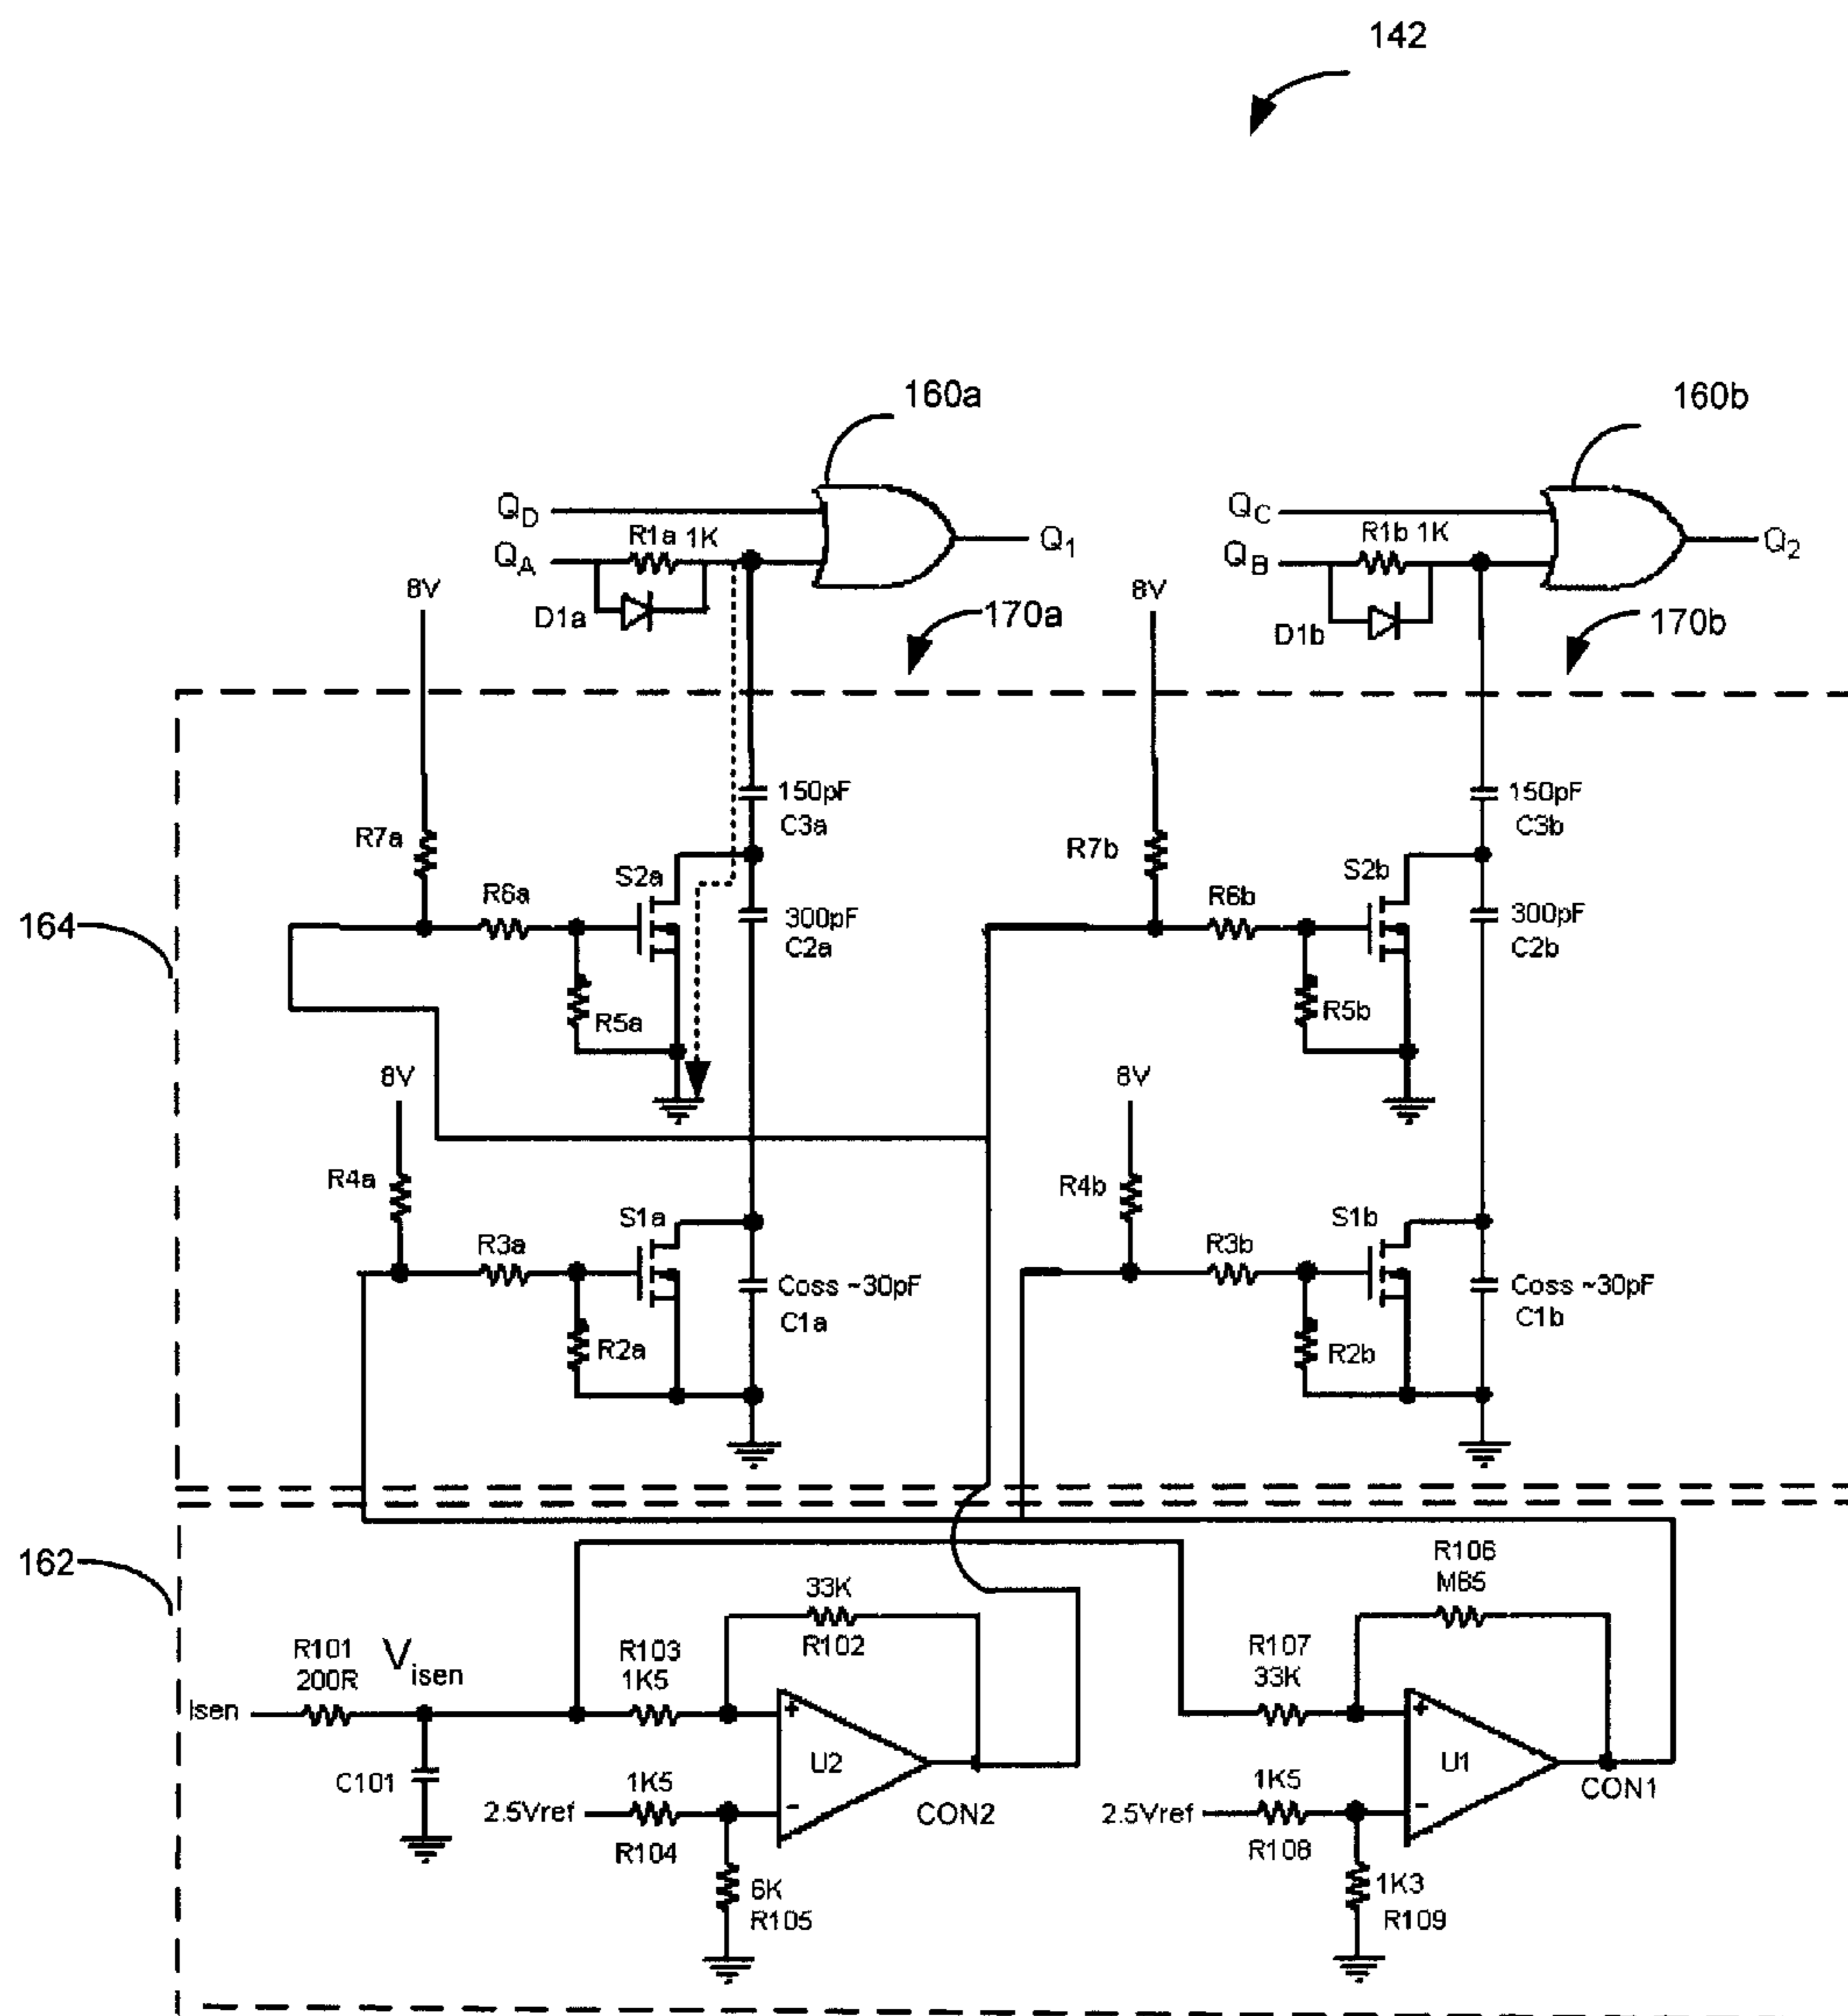 142
160a
160b
QD
R1a 1K
QA
Q1
D1a
QC
R1b 1K
QB
Q2
D1b
8V
170a
8V
170b
150pF
C3a
150pF
C3b
R7a
R7b
R6a
S2a
R6b
S2b
300pF
C2a
300pF
C2b
164
R5a
R5b
8V
8V
R4a
R4b
R3a
S1a
R3b
S1b
Coss ~30pF
C1a
Coss ~30pF
C1b
R2a
R2b
162
33K
R102
R106
M65
R101
200R
Visen
R103
1K5
R107
33K
Isen
+
U2
-
+
U1
-
C101
1K5
2.5Vref
R104
CON2
1K5
2.5Vref
R108
CON1
6K
R105
1K3
R109